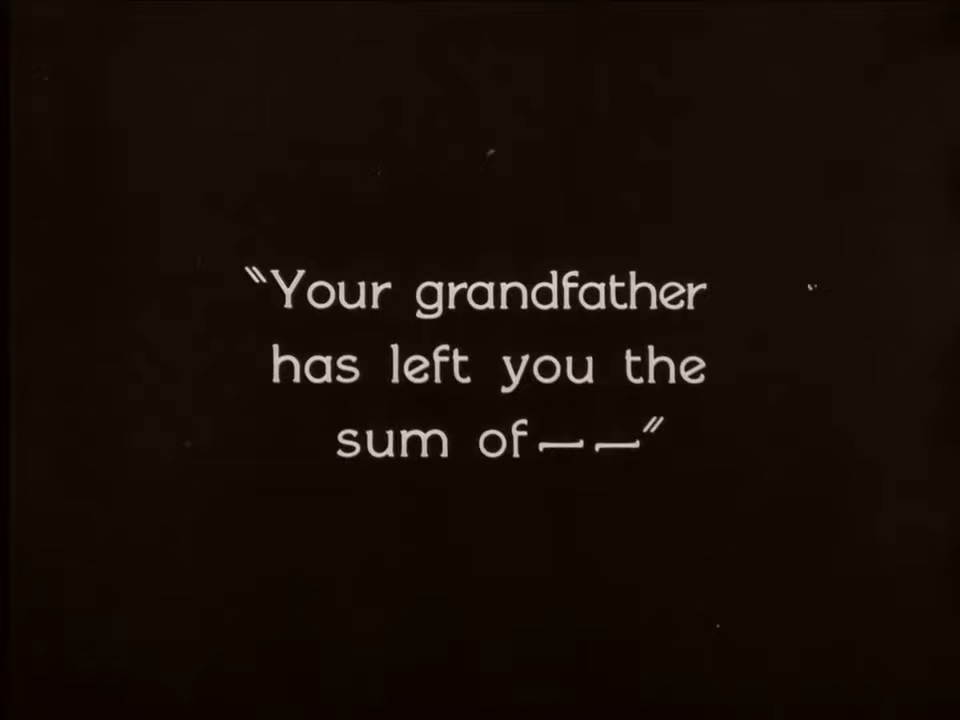 "Your grandfather
has left you the
sum of — —"